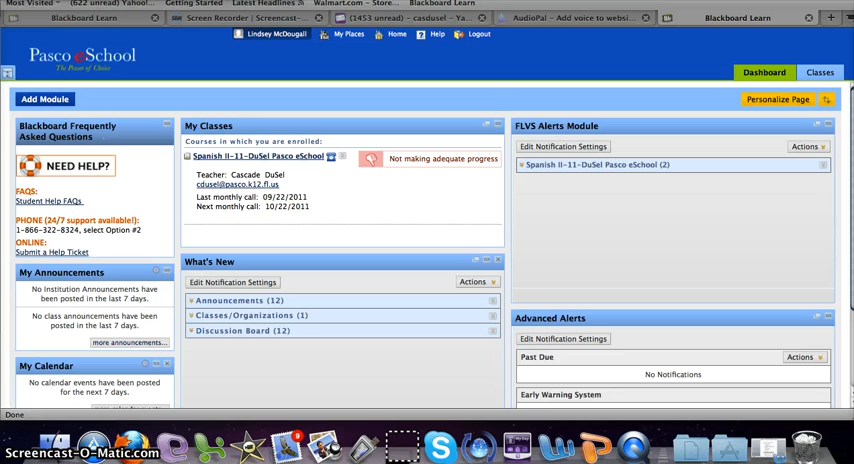 Most Visited
(622 unread) Yahoo!...
Getting Started
Latest Headlines
Walmart.com - Store...
Blackboard Learn
Blackboard Learn
Screen Recorder | Screencast-...
(1453 unread) - casdusel - Ya...
AudioPal - Add voice to websi...
Blackboard Learn
Lindsey McDougall
My Places
Home
Help
Logout
Pasco eSchool
The Power of Choice
Dashboard
Classes
Add Module
Personalize Page
Blackboard Frequently
Asked Questions
NEED HELP?
FAQS:
Student Help FAQs
PHONE (24/7 support available!):
1-866-322-8324, select Option #2
ONLINE:
Submit a Help Ticket
My Announcements
No Institution Announcements have
been posted in the last 7 days.
No class announcements have
been posted in the last 7 days.
more announcements...
My Calendar
No calendar events have been posted
for the next 7 days.
My Classes
Courses in which you are enrolled:
Spanish II-11-DuSel Pasco eSchool
Not making adequate progress
Teacher: Cascade DuSel
cdusel@pasco.k12.fl.us
Last monthly call: 09/22/2011
Next monthly call: 10/22/2011
What's New
Edit Notification Settings
Actions
Announcements (12)
Classes/Organizations (1)
Discussion Board (12)
FLVS Alerts Module
Edit Notification Settings
Actions
Spanish II-11-DuSel Pasco eSchool (2)
Advanced Alerts
Edit Notification Settings
Past Due
Actions
No Notifications
Early Warning System
Done
9
My Day
Screencast-O-Matic.com